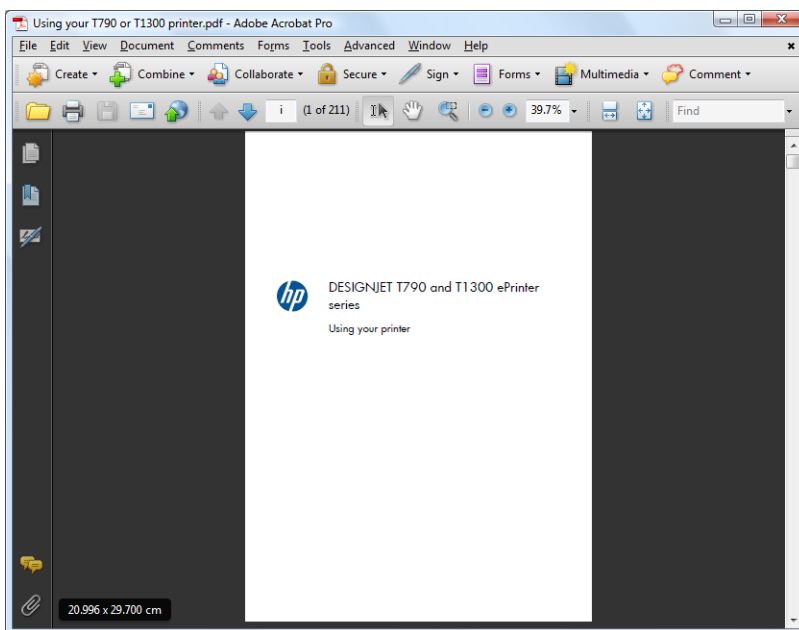 Using your T790 or T1300 printer.pdf - Adobe Acrobat Pro
File Edit View Document Comments Forms Tools Advanced Window Help
Create Combine Collaborate Secure Sign Forms Multimedia Comment
i (1 of 211) 39.7% Find
hp
DESIGNJET T790 and T1300 ePrinter
series
Using your printer
20.996 x 29.700 cm